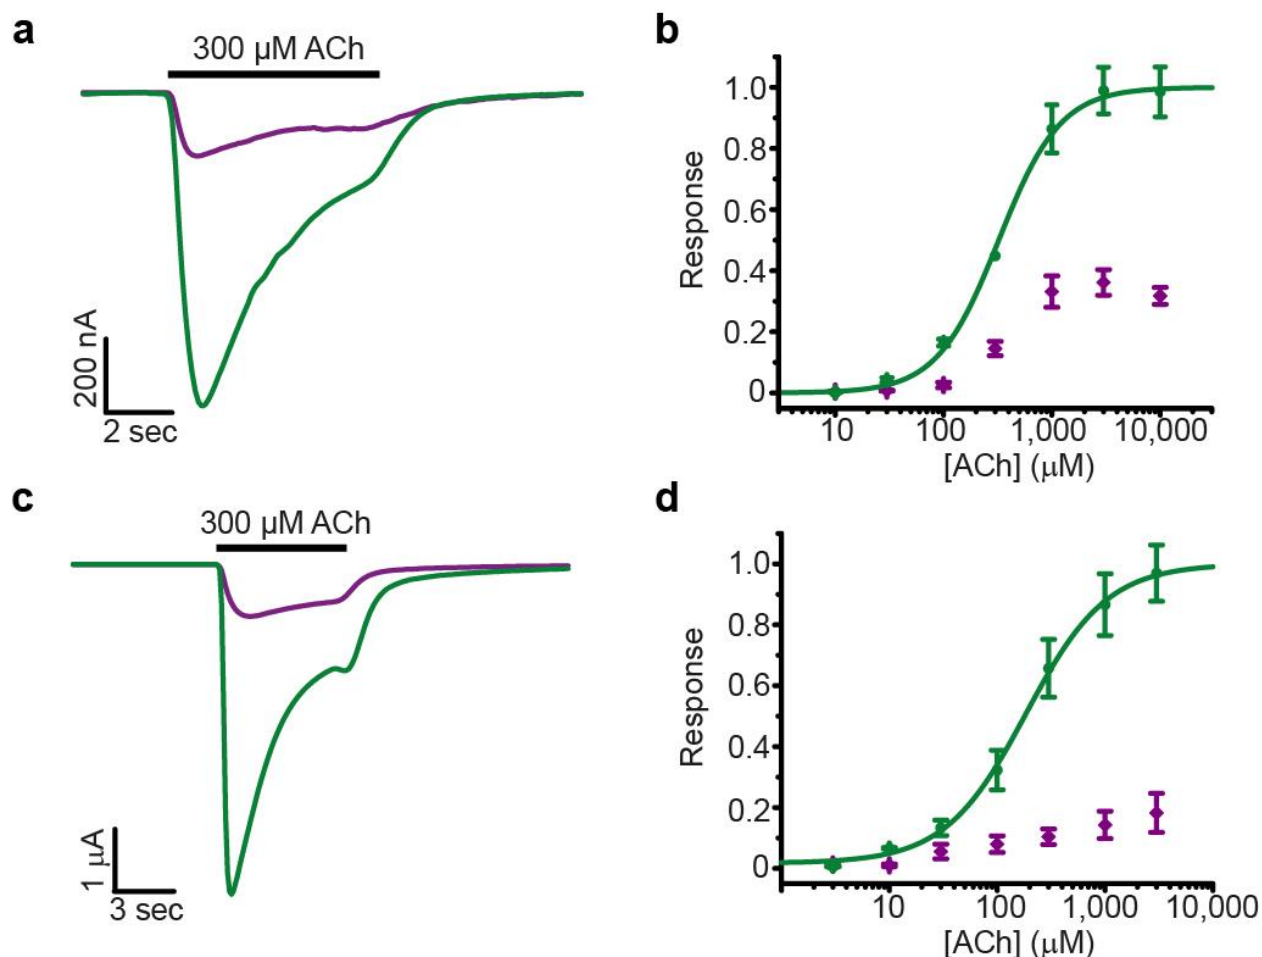 a
300 μM ACh
200 nA
2 sec
b
1.0
0.8
0.6
0.4
0.2
0
Response
10 100 1,000 10,000
[ACh] (μM)
c
300 μM ACh
1 μA
3 sec
d
1.0
0.8
0.6
0.4
0.2
0
Response
10 100 1,000 10,000
[ACh] (μM)